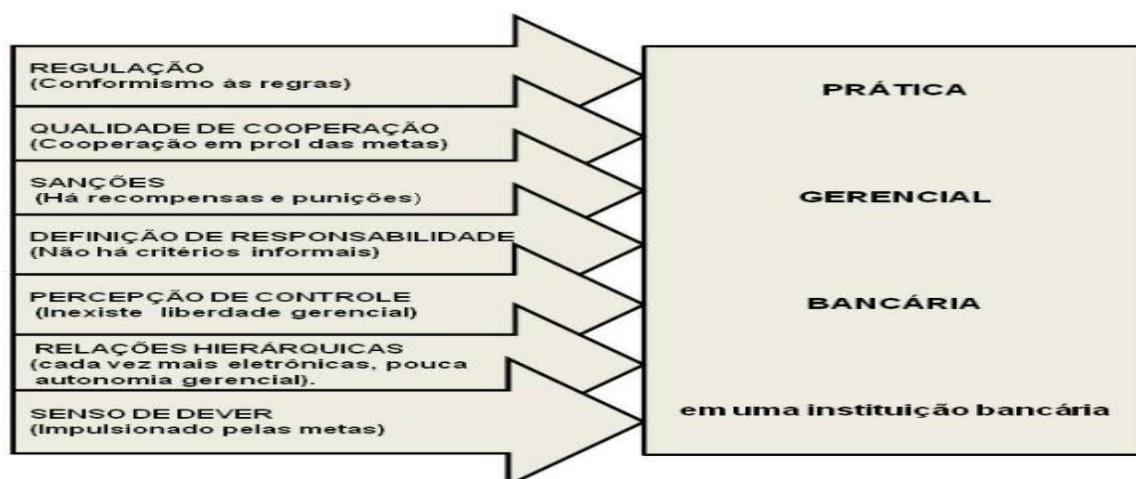 REGULAÇÃO
(Conformismo às regras)
QUALIDADE DE COOPERAÇÃO
(Cooperação em prol das metas)
SANÇÕES
(Há recompensas e punições)
DEFINIÇÃO DE RESPONSABILIDADE
(Não há critérios informais)
PERCEPÇÃO DE CONTROLE
(Inexiste liberdade gerencial)
RELAÇÕES HIERÁRQUICAS
(cada vez mais eletrônicas, pouca
autonomia gerencial).
SENSO DE DEVER
(Impulsionado pelas metas)
PRÁTICA
GERENCIAL
BANCÁRIA
em uma instituição bancária